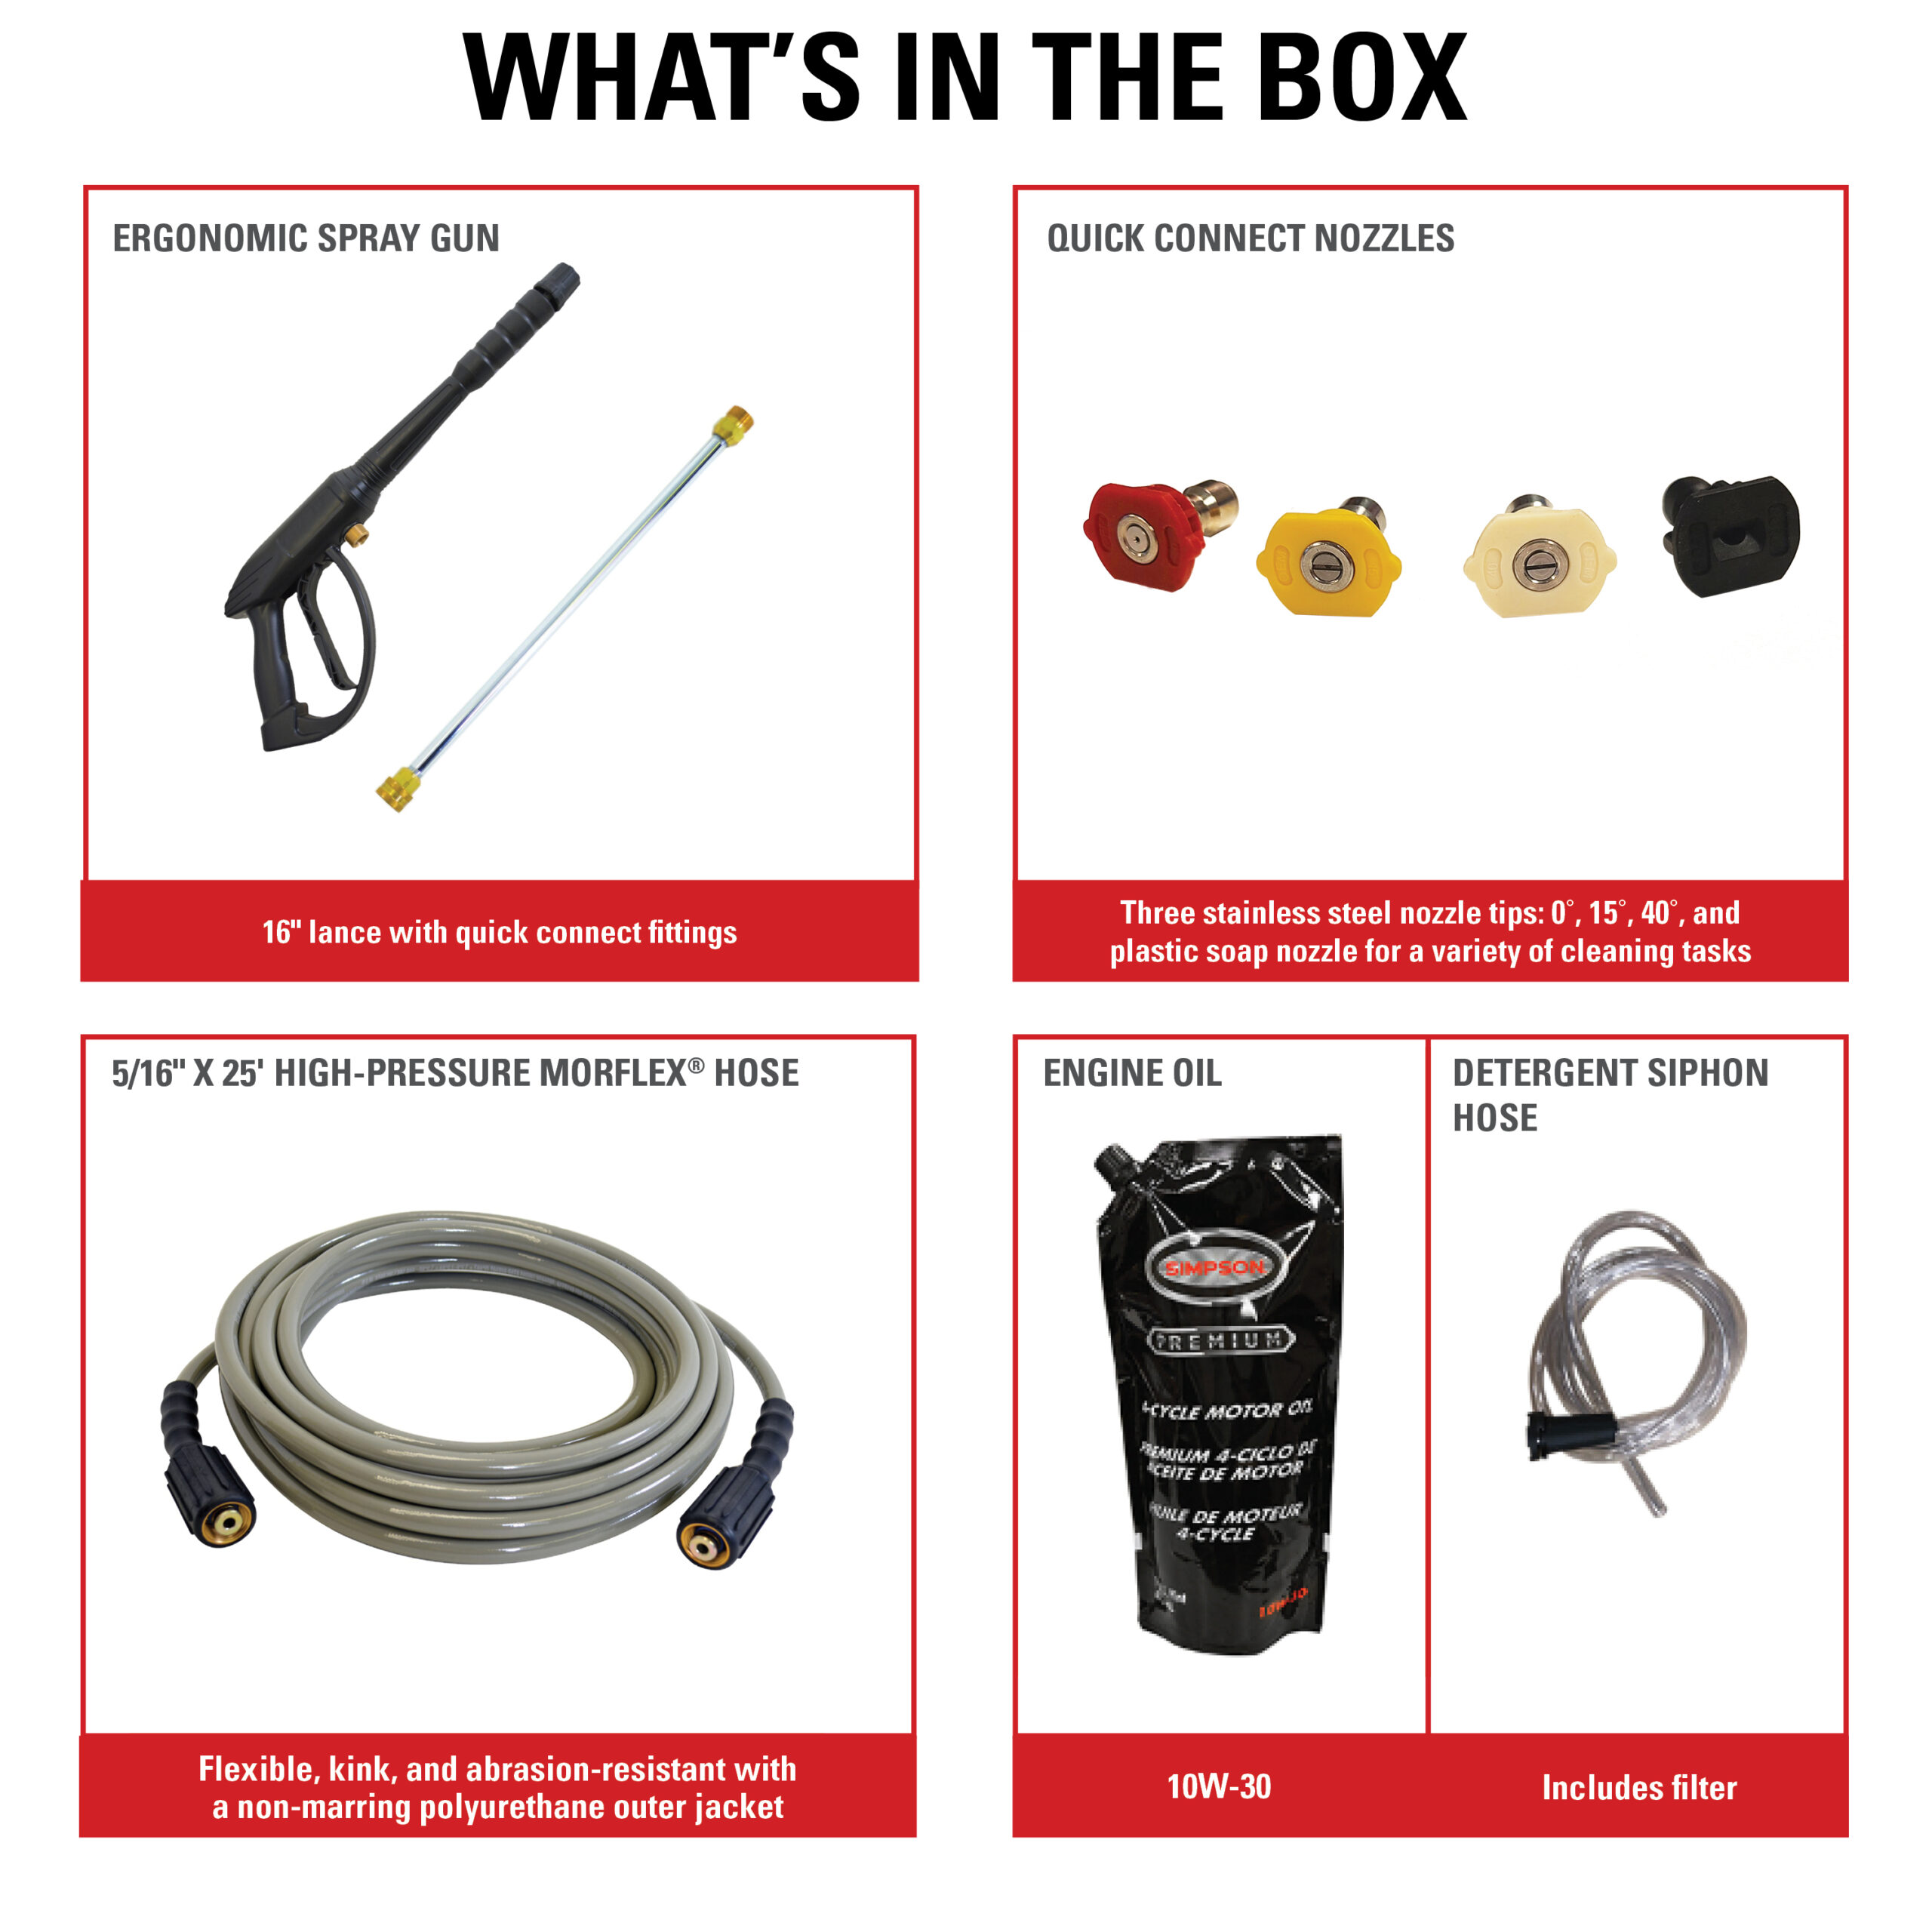 WHAT'S IN THE BOX
ERGONOMIC SPRAY GUN
16" lance with quick connect fittings
QUICK CONNECT NOZZLES
Three stainless steel nozzle tips: 0°, 15°, 40°, and
plastic soap nozzle for a variety of cleaning tasks
5/16" X 25' HIGH-PRESSURE MORFLEX® HOSE
Flexible, kink, and abrasion-resistant with
a non-marring polyurethane outer jacket
ENGINE OIL
SIMPSON
PREMIUM
4-CYCLE MOTOR OIL
PREMIUM 4-CICLO DE
ACEITE DE MOTOR
HUILE DE MOTEUR
4-CYCLE
10W-30
10W-30
DETERGENT SIPHON
HOSE
Includes filter